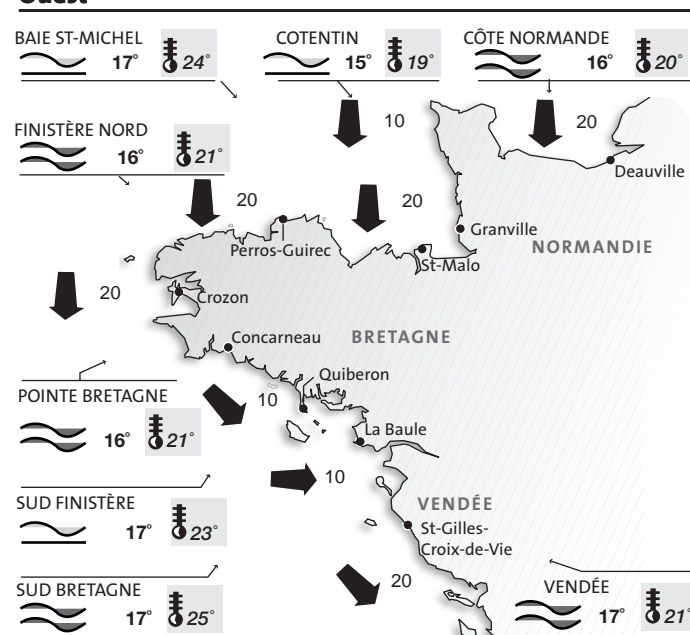 Ouest
BAIE ST-MICHEL
17° 24°
COTENTIN
15° 19°
CÔTE NORMANDE
16° 20°
10
20
FINISTÈRE NORD
16° 21°
Deauville
20
20
Granville
NORMANDIE
Perros-Guirec
St-Malo
20
Crozon
Concarneau
BRETAGNE
Quiberon
POINTE BRETAGNE
16° 21°
10
La Baule
10
SUD FINISTÈRE
17° 23°
VENDÉE
St-Gilles-
Croix-de-Vie
20
SUD BRETAGNE
17° 25°
VENDÉE
17° 21°